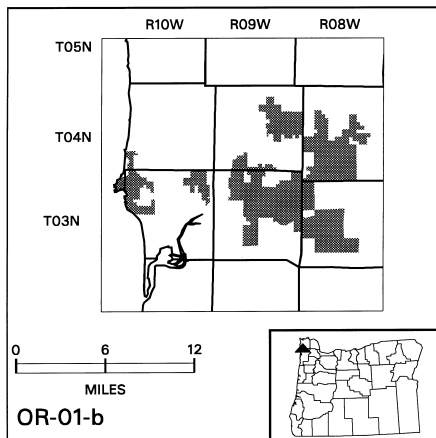 R10W R09W R08W
T05N
T04N
T03N
0 6 12
MILES
OR-01-b